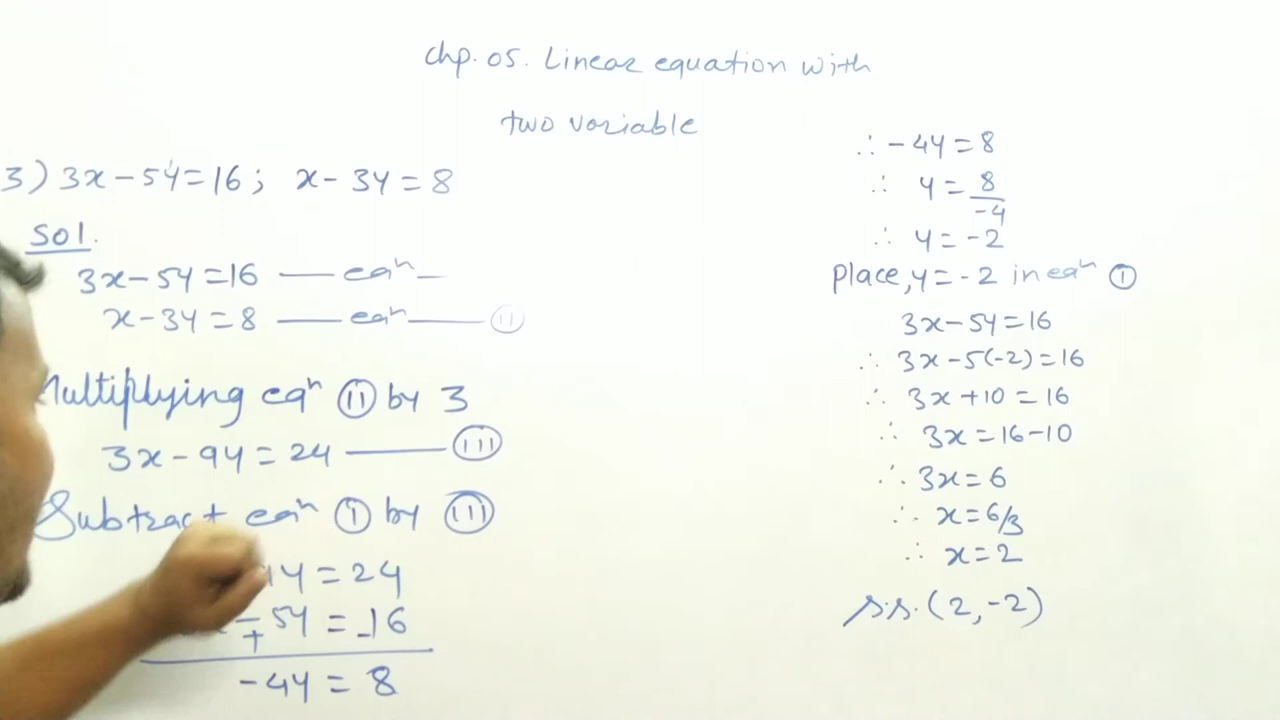 Chp. 05. Linear equation with
two variable
3) 3x - 5y = 16 ; x - 3y = 8
Sol.
3x - 5y = 16 —— eqⁿ —
x - 3y = 8 —— eqⁿ —— (II)
Multiplying eqⁿ (II) by 3
3x - 9y = 24 —— (III)
Subtract eqⁿ (I) by (III)
y = 24
5y = -16
-4y = 8
∴ -4y = 8
∴ y = 8/-4
∴ y = -2
Place, y = -2 in eqⁿ (I)
3x - 5y = 16
∴ 3x - 5(-2) = 16
∴ 3x + 10 = 16
∴ 3x = 16 - 10
∴ 3x = 6
∴ x = 6/3
∴ x = 2
s.s. (2, -2)